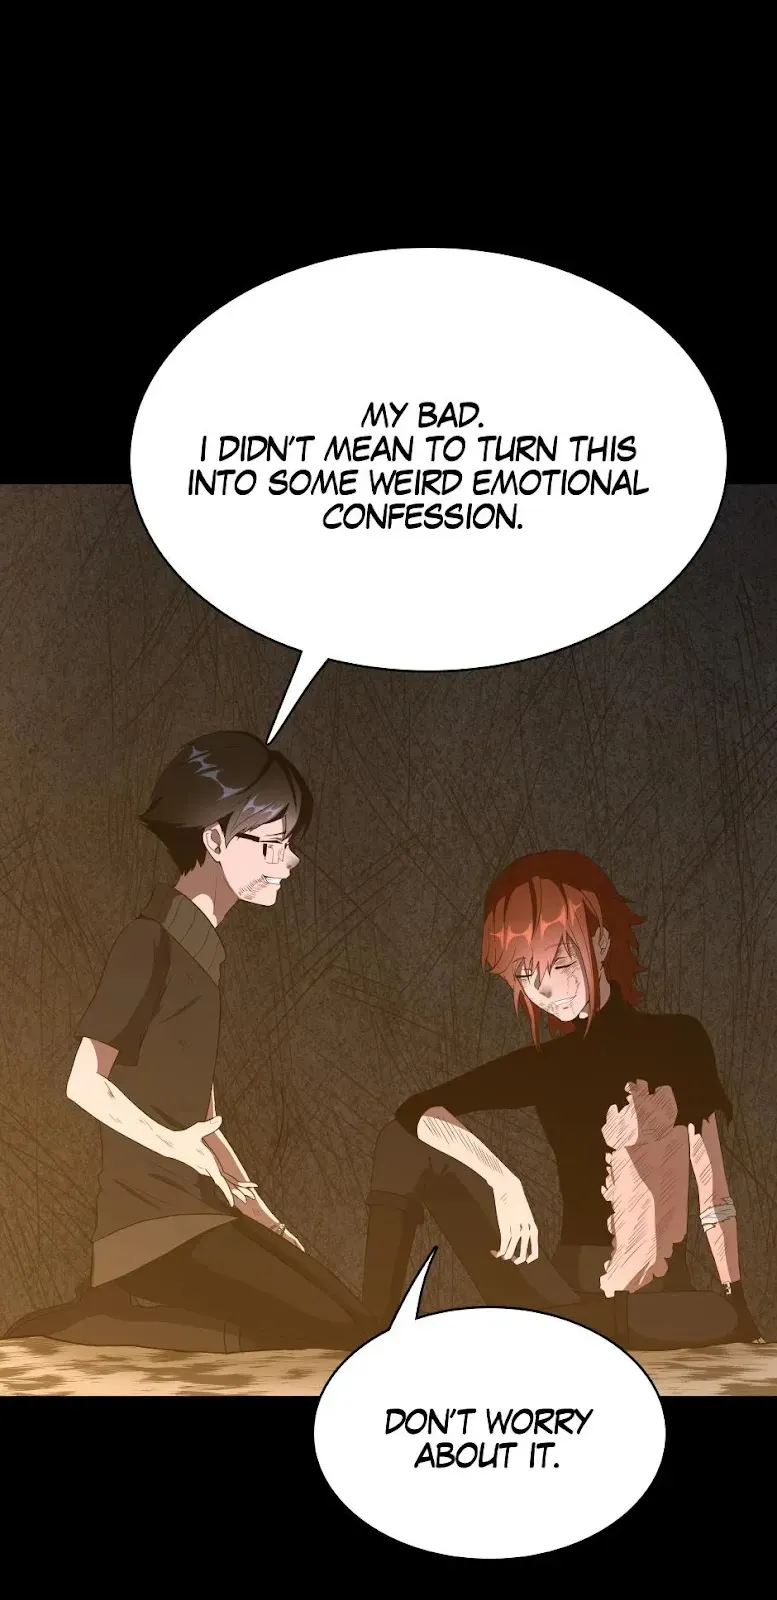 MY BAD.
I DIDN'T MEAN TO TURN THIS
INTO SOME WEIRD EMOTIONAL
CONFESSION.
DON'T WORRY
ABOUT IT.